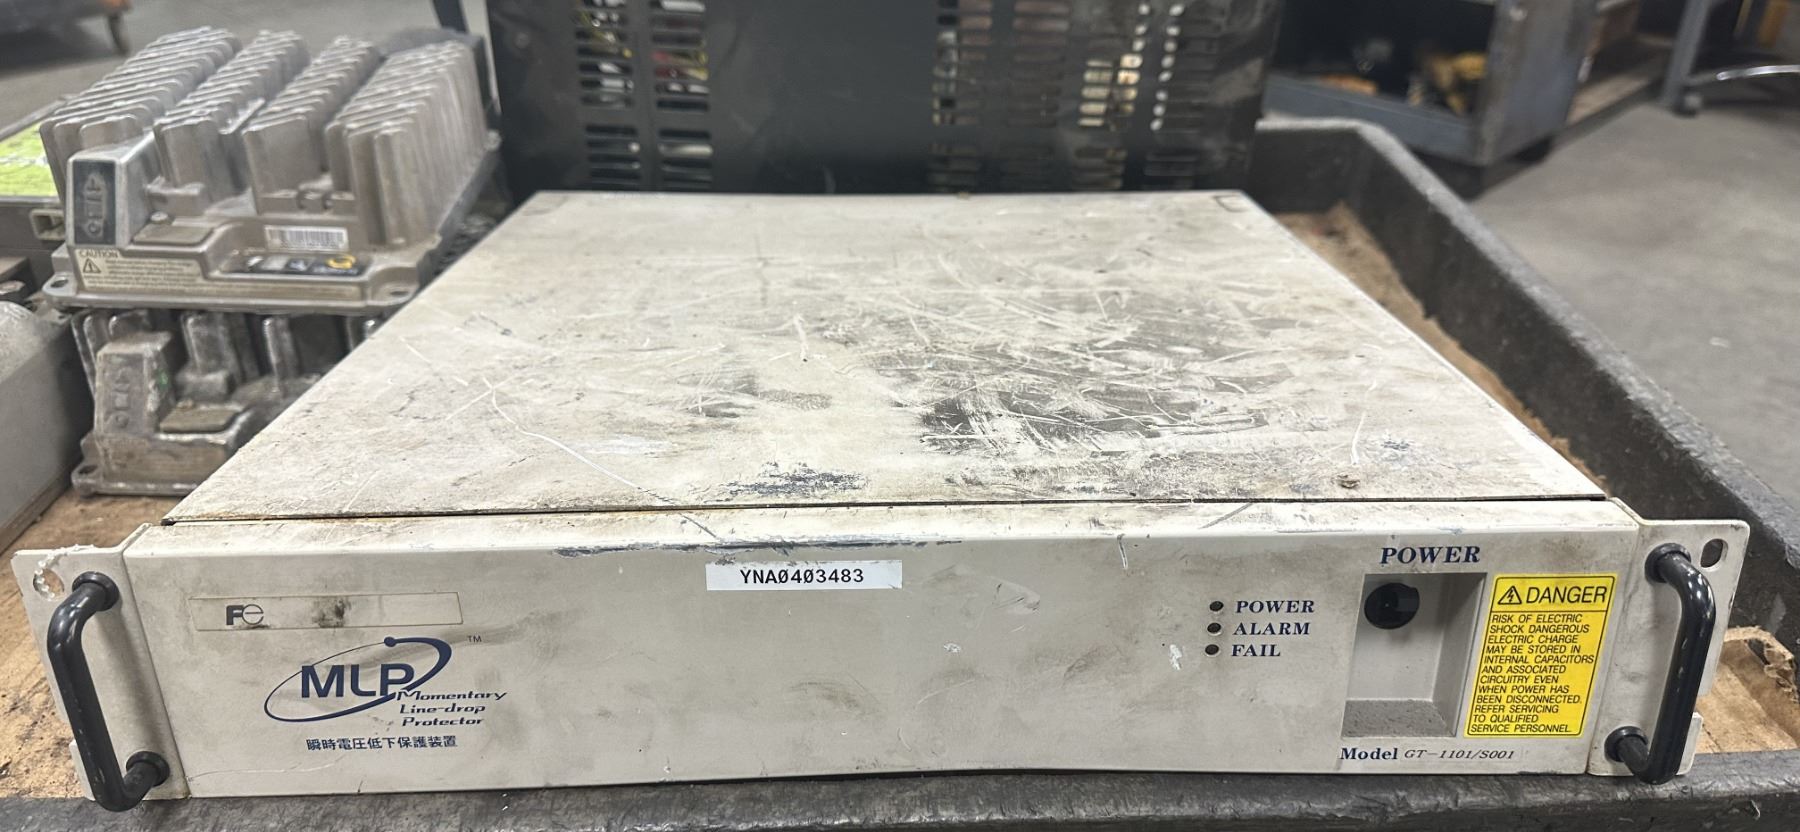 CAUTION
YNA0403483
POWER
Fe
MLP
TM
Momentary
Line-drop
Protector
瞬時電圧低下保護装置
POWER
ALARM
FAIL
DANGER
RISK OF ELECTRIC
SHOCK DANGEROUS
ELECTRIC CHARGE
MAY BE STORED IN
INTERNAL CAPACITORS
AND ASSOCIATED
CIRCUITRY EVEN
WHEN POWER HAS
BEEN DISCONNECTED.
REFER SERVICING
TO QUALIFIED
SERVICE PERSONNEL.
Model GT-1101/S001